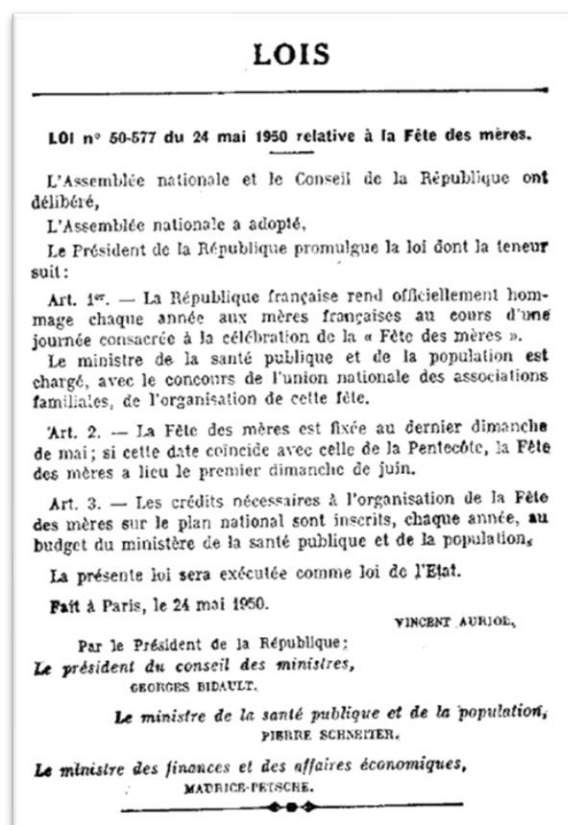 LOIS
LOI n° 50-577 du 24 mai 1950 relative à la Fête des mères.
L'Assemblée nationale et le Conseil de la République ont
délibéré,
L'Assemblée nationale a adopté,
Le Président de la République promulgue la loi dont la teneur
suit :
Art. 1er. — La République française rend officiellement hom-
mage chaque année aux mères françaises au cours d'une
journée consacrée à la célébration de la « Fête des mères ».
Le ministre de la santé publique et de la population est
chargé, avec le concours de l'union nationale des associations
familiales, de l'organisation de cette fête.
Art. 2. — La Fête des mères est fixée au dernier dimanche
de mai ; si cette date coïncide avec celle de la Pentecôte, la Fête
des mères a lieu le premier dimanche de juin.
Art. 3. — Les crédits nécessaires à l'organisation de la Fête
des mères sur le plan national sont inscrits, chaque année, au
budget du ministère de la santé publique et de la population.
La présente loi sera exécutée comme loi de l'Etat.
Fait à Paris, le 24 mai 1950.
VINCENT AURIOL.
Par le Président de la République :
Le président du conseil des ministres,
GEORGES BIDAULT.
Le ministre de la santé publique et de la population,
PIERRE SCHNEITER.
Le ministre des finances et des affaires économiques,
MAURICE-PETSCHE.